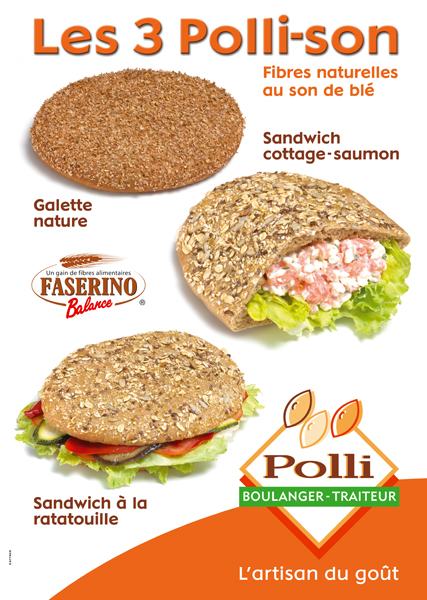 Les 3 Polli-son
Fibres naturelles
au son de blé
Sandwich
cottage-saumon
Galette
nature
Un gain de fibres alimentaires
FASERINO
Balance
®
Polli
BOULANGER-TRAITEUR
Sandwich à la
ratatouille
L'artisan du goût